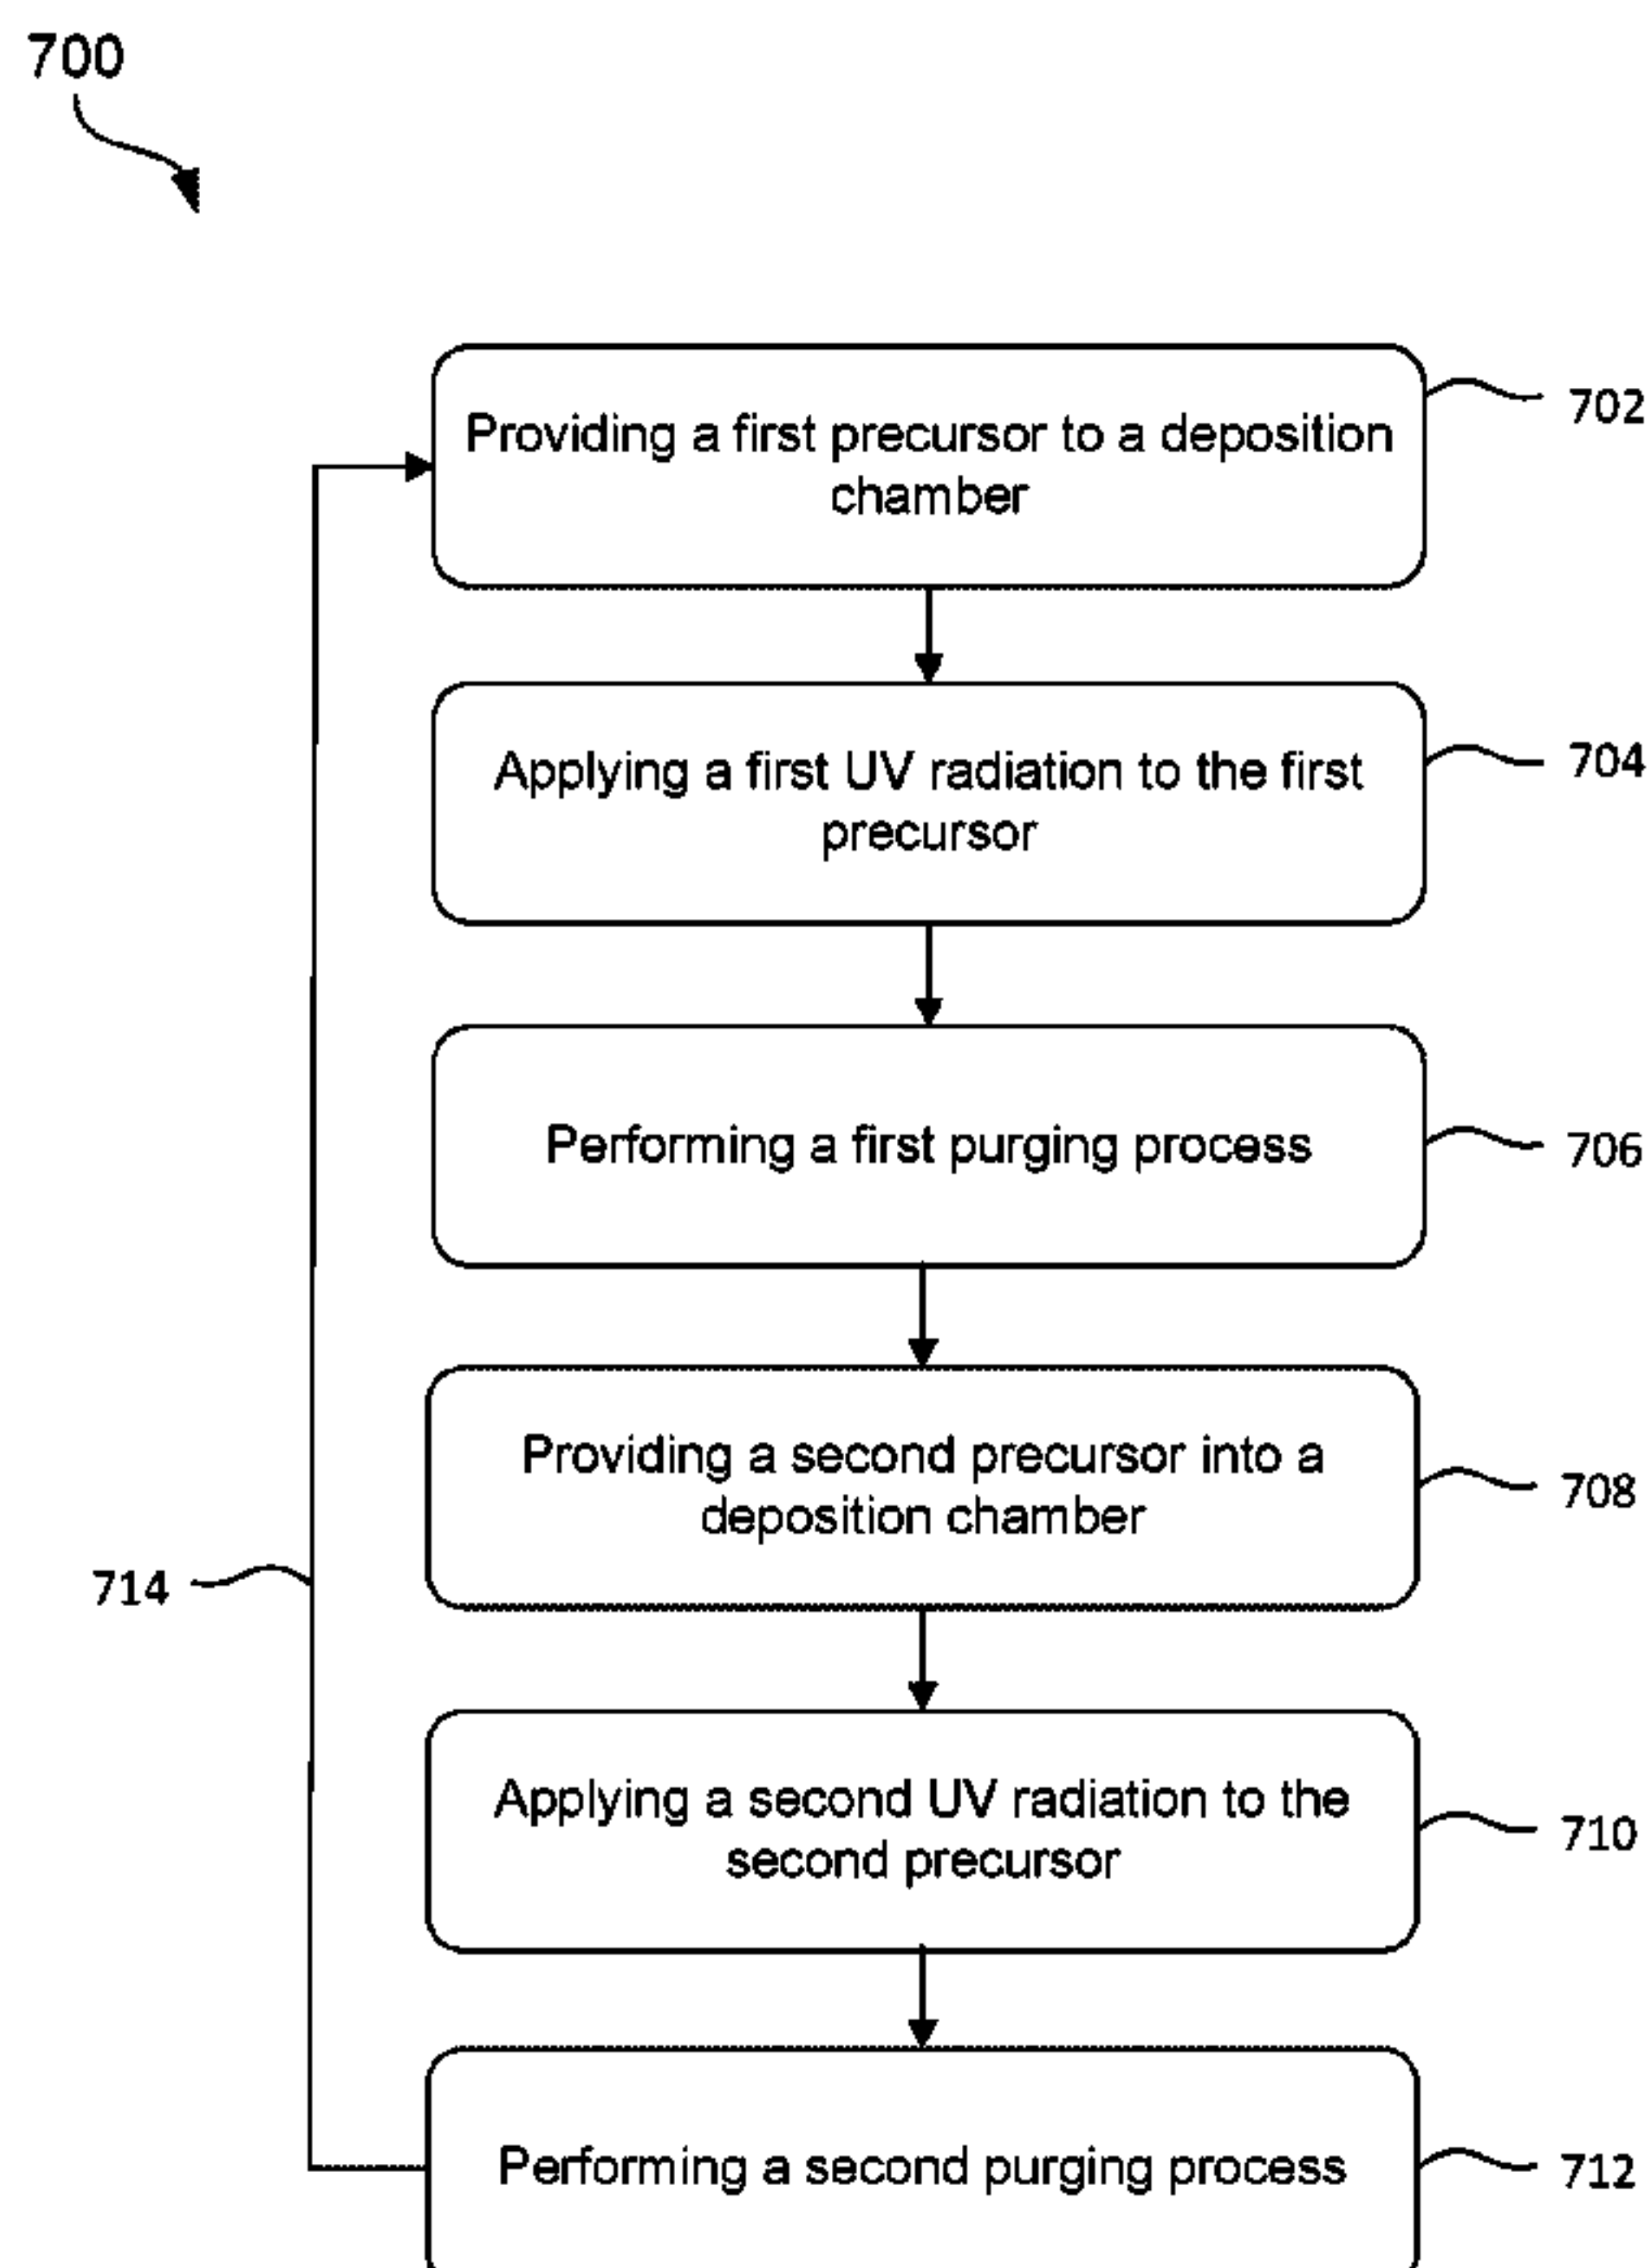 700
Providing a first precursor to a deposition
chamber
702
Applying a first UV radiation to the first
precursor
704
Performing a first purging process
706
Providing a second precursor into a
deposition chamber
708
714
Applying a second UV radiation to the
second precursor
710
Performing a second purging process
712